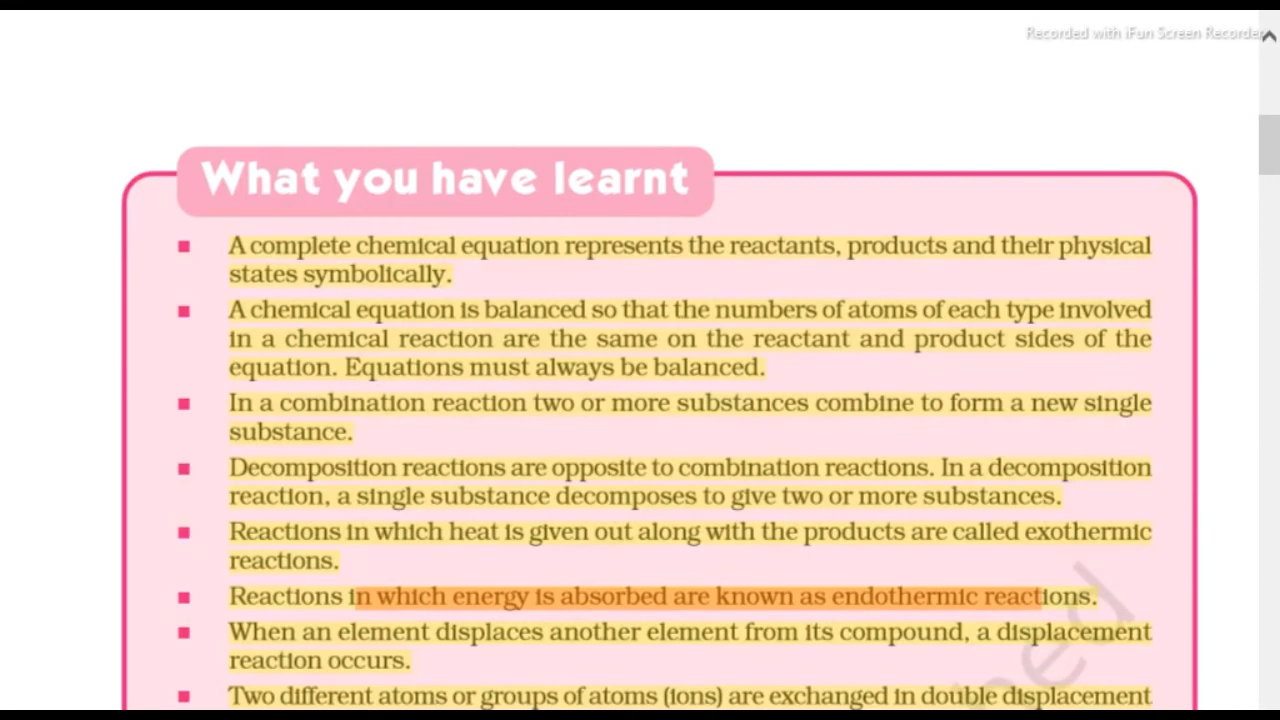 Recorded with iFun Screen Recorder
What you have learnt
A complete chemical equation represents the reactants, products and their physical
states symbolically.
A chemical equation is balanced so that the numbers of atoms of each type involved
in a chemical reaction are the same on the reactant and product sides of the
equation. Equations must always be balanced.
In a combination reaction two or more substances combine to form a new single
substance.
Decomposition reactions are opposite to combination reactions. In a decomposition
reaction, a single substance decomposes to give two or more substances.
Reactions in which heat is given out along with the products are called exothermic
reactions.
Reactions in which energy is absorbed are known as endothermic reactions.
When an element displaces another element from its compound, a displacement
reaction occurs.
Two different atoms or groups of atoms (ions) are exchanged in double displacement